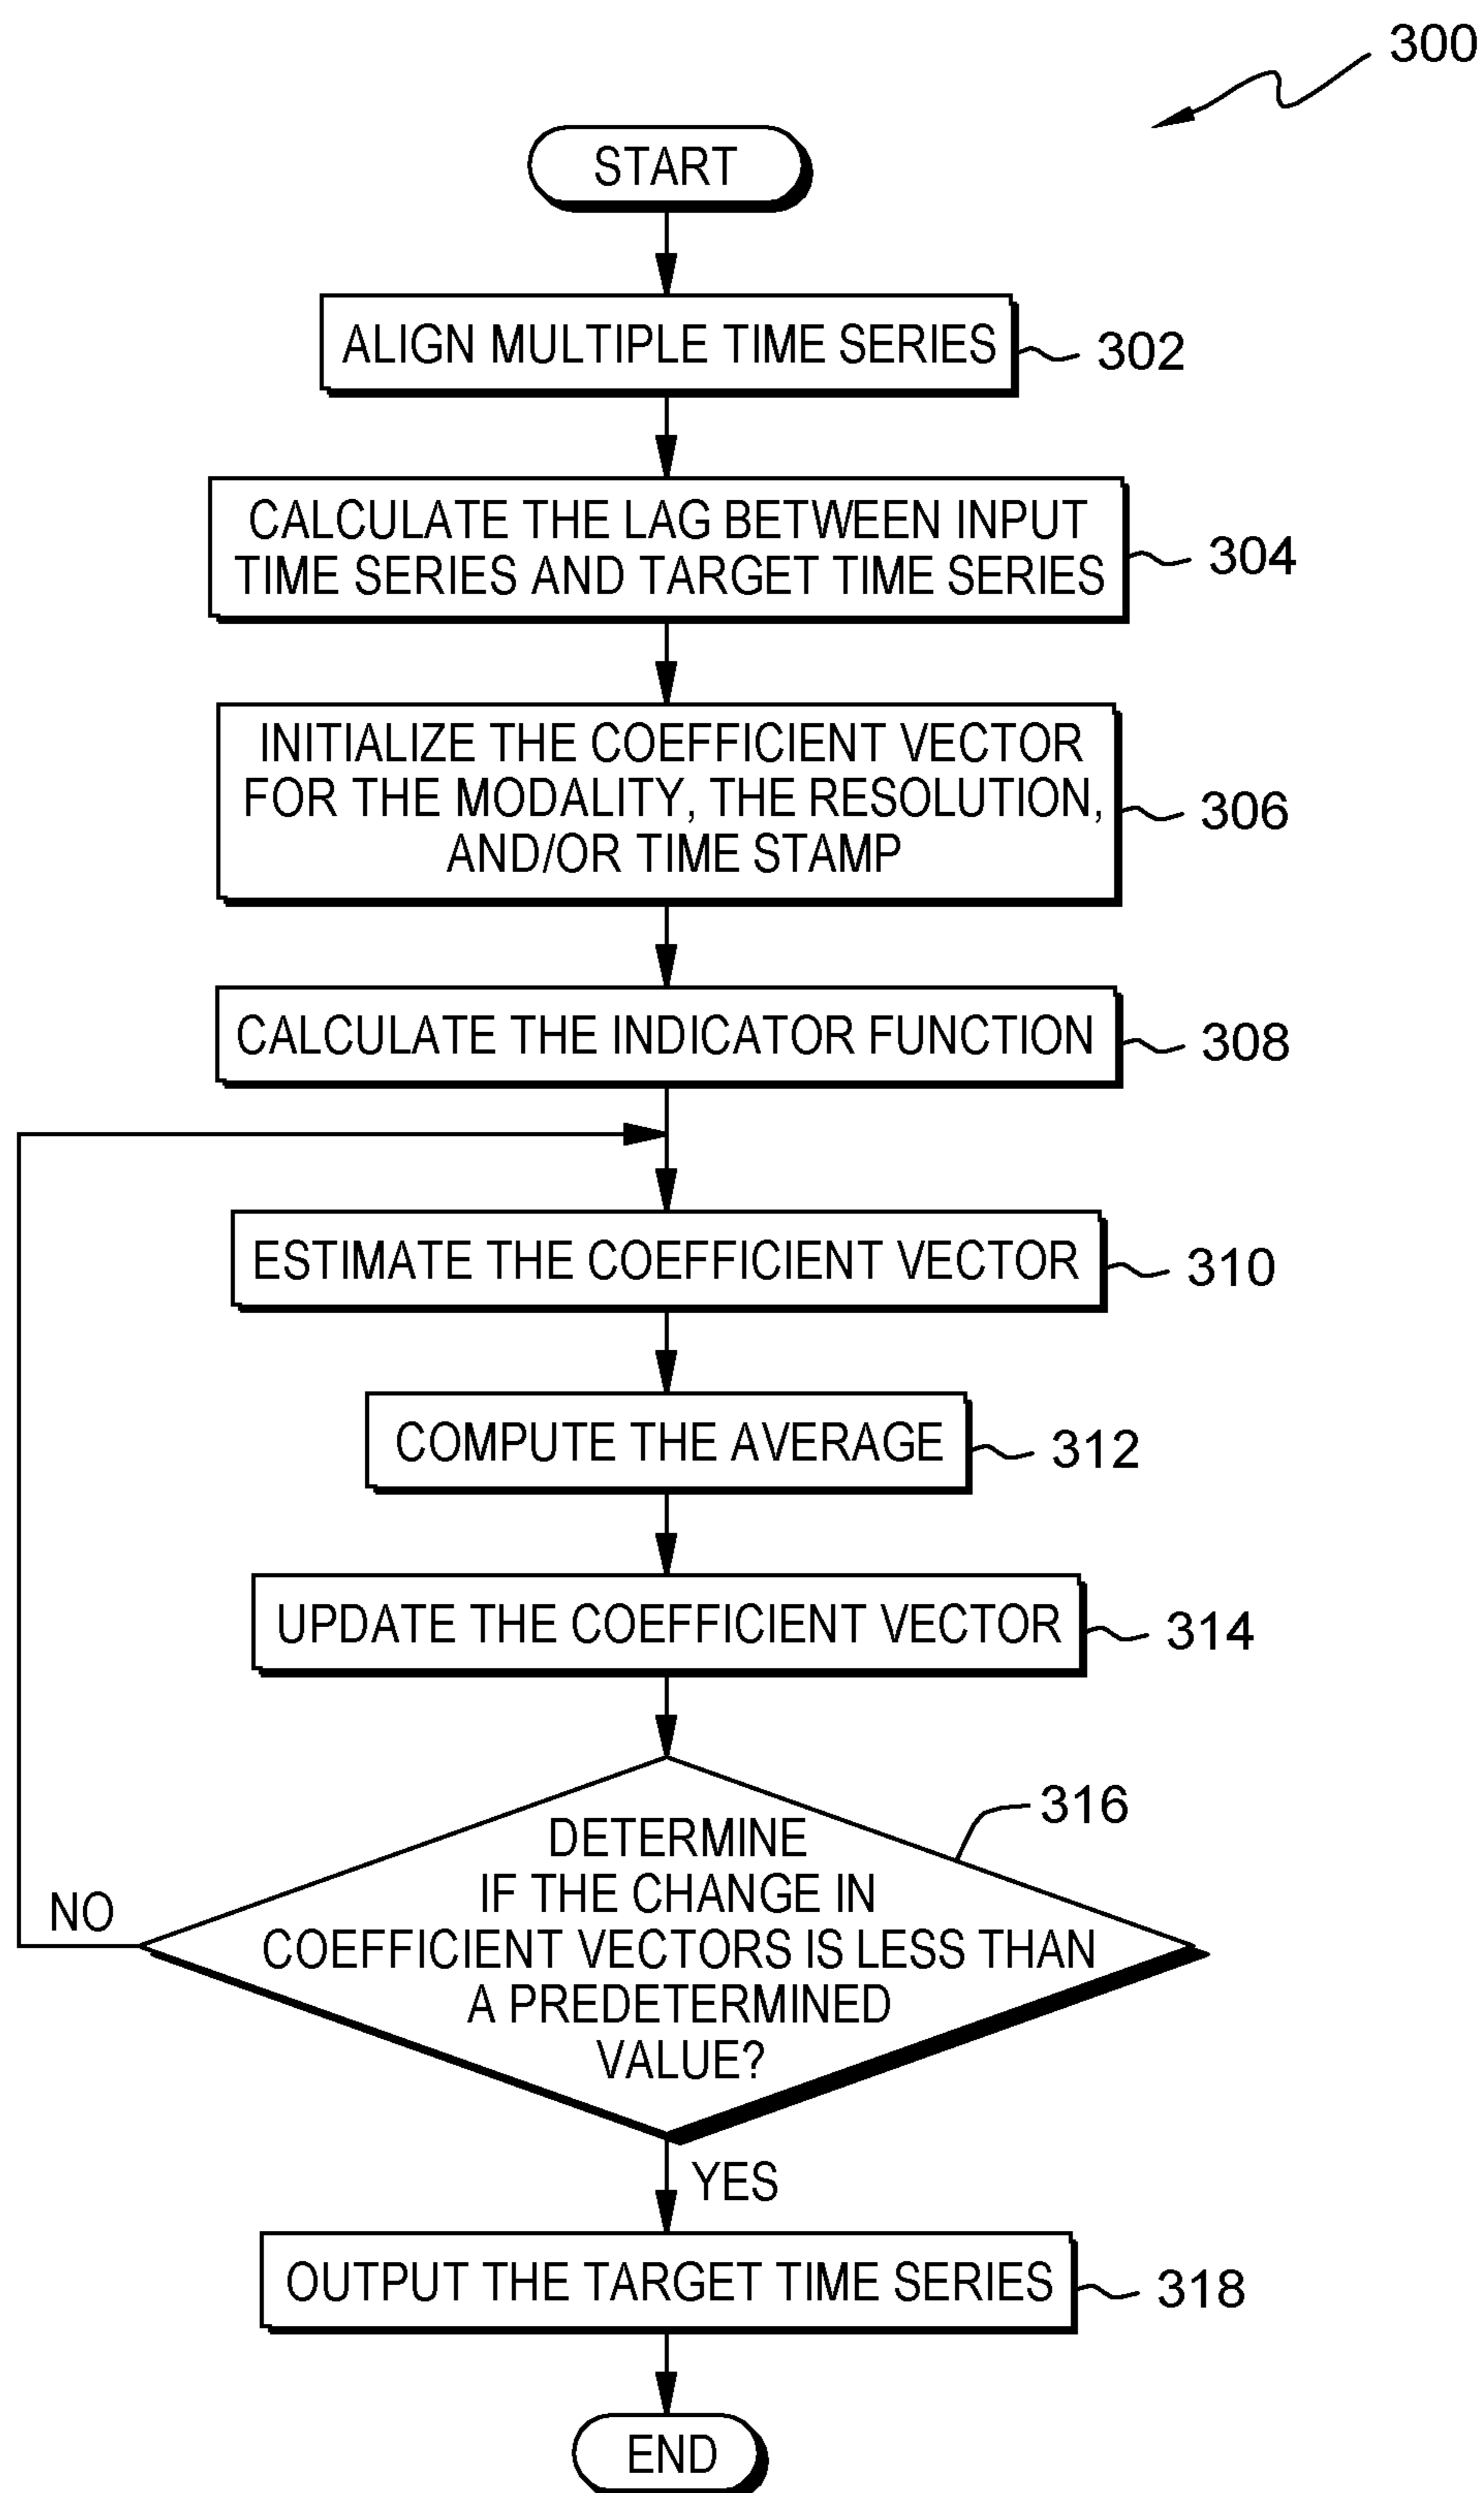 300
START
ALIGN MULTIPLE TIME SERIES
302
CALCULATE THE LAG BETWEEN INPUT
TIME SERIES AND TARGET TIME SERIES
304
INITIALIZE THE COEFFICIENT VECTOR
FOR THE MODALITY, THE RESOLUTION,
AND/OR TIME STAMP
306
CALCULATE THE INDICATOR FUNCTION
308
ESTIMATE THE COEFFICIENT VECTOR
310
COMPUTE THE AVERAGE
312
UPDATE THE COEFFICIENT VECTOR
314
316
DETERMINE
IF THE CHANGE IN
COEFFICIENT VECTORS IS LESS THAN
A PREDETERMINED
VALUE?
NO
YES
OUTPUT THE TARGET TIME SERIES
318
END